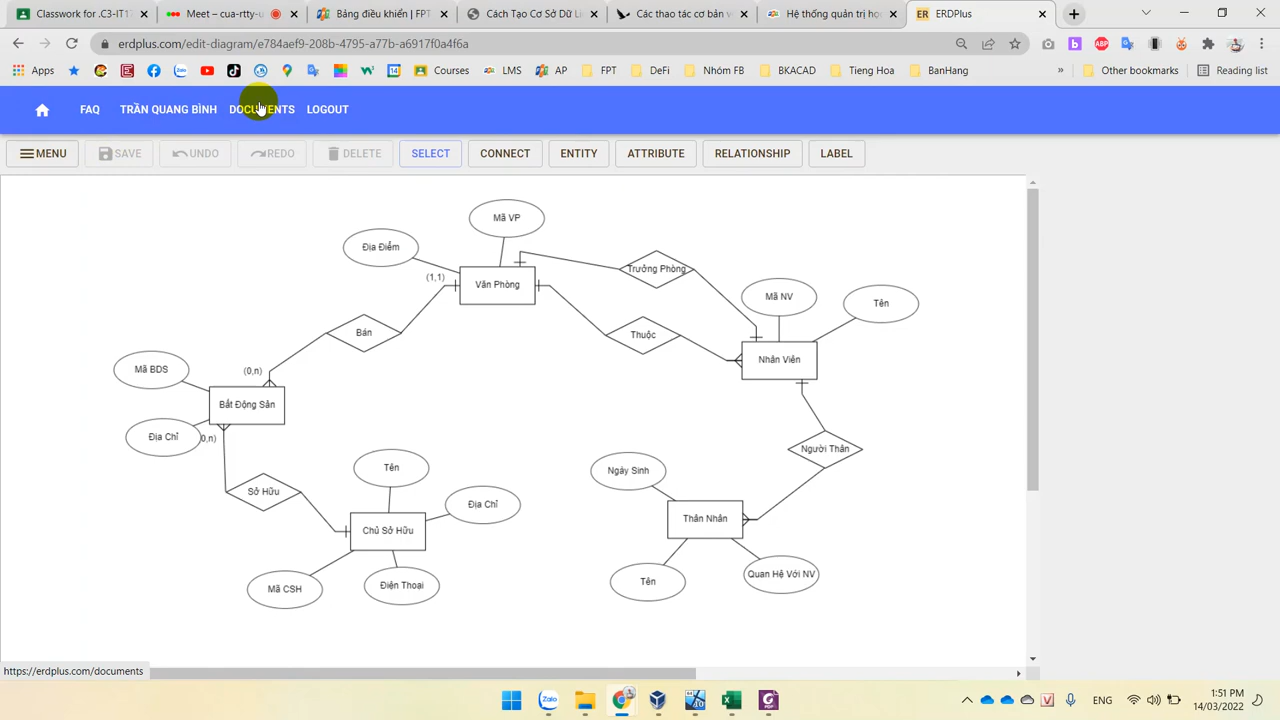 Classwork for .C3-IT17
Meet – cua-rtty-u
Bảng điều khiển | FPT
Cách Tạo Cơ Sở Dữ Liệ
Các thao tác cơ bản vớ
Hệ thống quản trị học
ERDPlus
erdplus.com/edit-diagram/e784aef9-208b-4795-a77b-a6917f0a4f6a
Apps
14
Courses
LMS
AP
FPT
DeFi
Nhóm FB
BKACAD
Tieng Hoa
BanHang
»
Other bookmarks
Reading list
FAQ
TRẦN QUANG BÌNH
DOCUMENTS
LOGOUT
MENU
SAVE
UNDO
REDO
DELETE
SELECT
CONNECT
ENTITY
ATTRIBUTE
RELATIONSHIP
LABEL
Mã VP
Địa Điểm
(1,1)
Văn Phòng
Trưởng Phòng
Mã NV
Tên
Bán
Thuộc
Nhân Viên
Mã BDS
(0,n)
Bất Động Sản
Địa Chỉ
(0,n)
Người Thân
Tên
Ngày Sinh
Sở Hữu
Địa Chỉ
Chủ Sở Hữu
Thân Nhân
Mã CSH
Điện Thoại
Tên
Quan Hệ Với NV
https://erdplus.com/documents
ENG
1:51 PM
14/03/2022